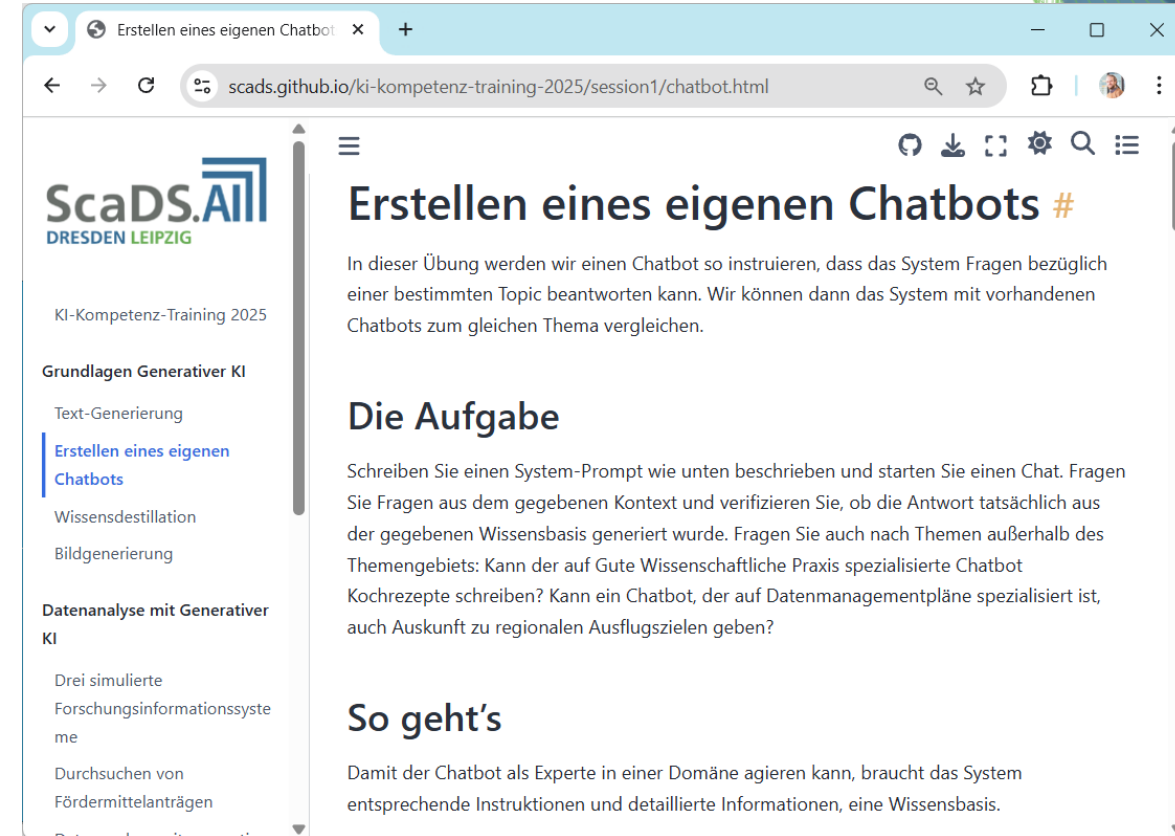 Erstellen eines eigenen Chatbot
scads.github.io/ki-kompetenz-training-2025/session1/chatbot.html
ScaDS.AI
DRESDEN LEIPZIG
KI-Kompetenz-Training 2025
Grundlagen Generativer KI
Text-Generierung
Erstellen eines eigenen
Chatbots
Wissensdestillation
Bildgenerierung
Datenanalyse mit Generativer
KI
Drei simulierte
Forschungsinformationssyste
me
Durchsuchen von
Fördermittelanträgen
Erstellen eines eigenen Chatbots #
In dieser Übung werden wir einen Chatbot so instruieren, dass das System Fragen bezüglich
einer bestimmten Topic beantworten kann. Wir können dann das System mit vorhandenen
Chatbots zum gleichen Thema vergleichen.
Die Aufgabe
Schreiben Sie einen System-Prompt wie unten beschrieben und starten Sie einen Chat. Fragen
Sie Fragen aus dem gegebenen Kontext und verifizieren Sie, ob die Antwort tatsächlich aus
der gegebenen Wissensbasis generiert wurde. Fragen Sie auch nach Themen außerhalb des
Themengebiets: Kann der auf Gute Wissenschaftliche Praxis spezialisierte Chatbot
Kochrezepte schreiben? Kann ein Chatbot, der auf Datenmanagementpläne spezialisiert ist,
auch Auskunft zu regionalen Ausflugszielen geben?
So geht's
Damit der Chatbot als Experte in einer Domäne agieren kann, braucht das System
entsprechende Instruktionen und detaillierte Informationen, eine Wissensbasis.